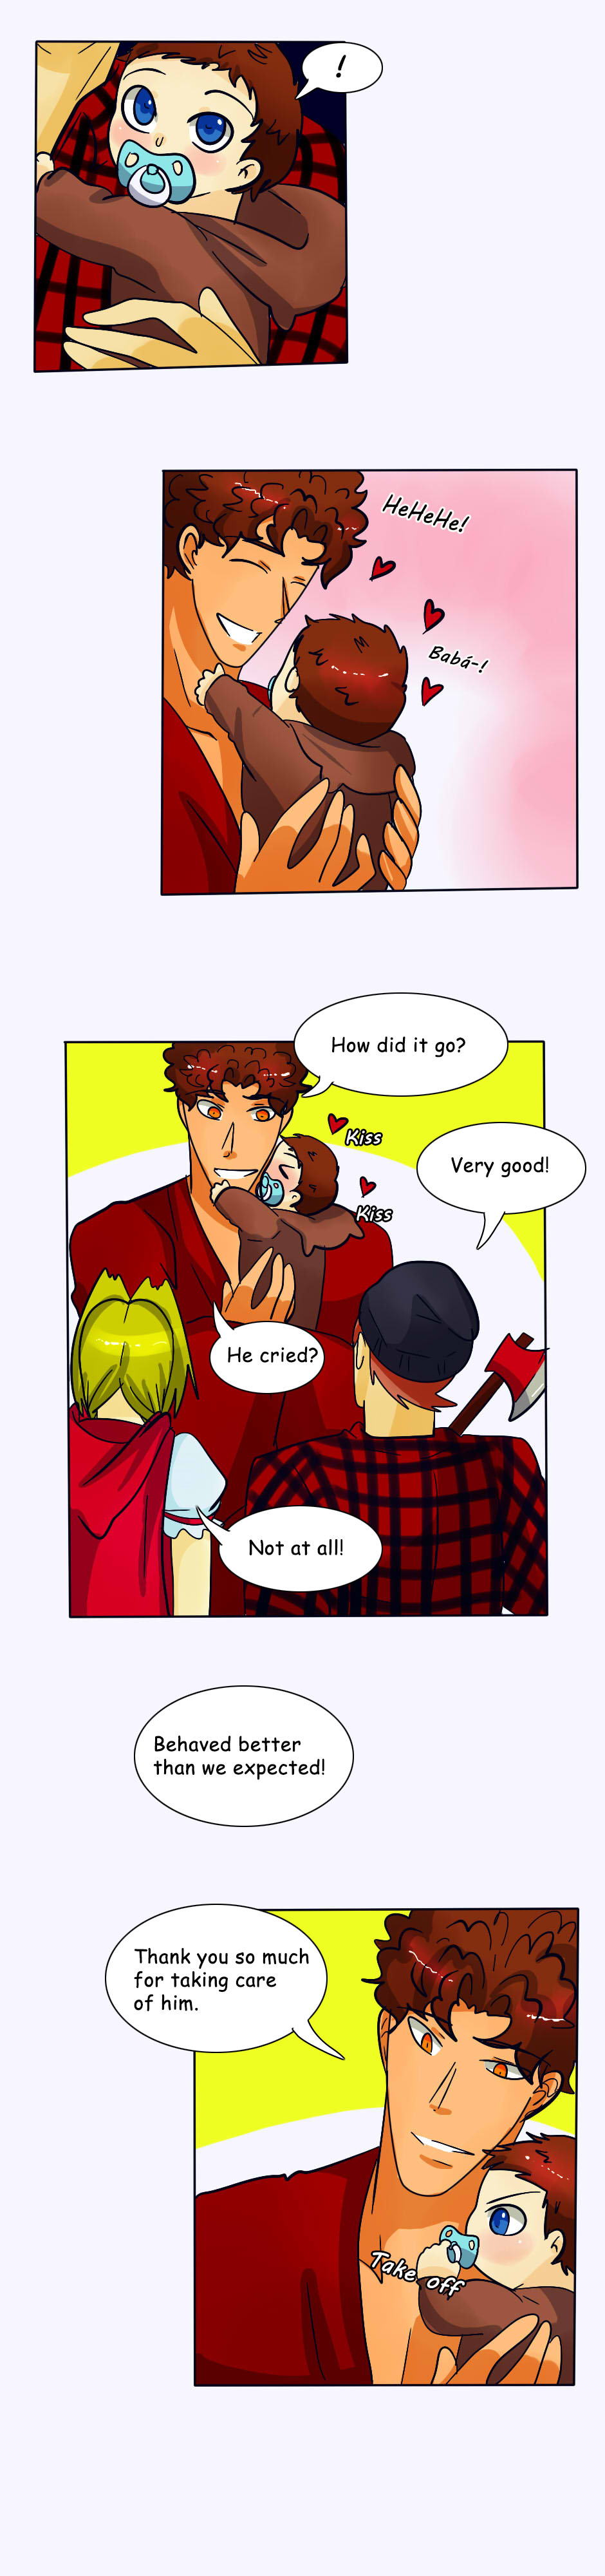 !
HeHeHe!
Babá-!
How did it go?
Kiss
Very good!
Kiss
He cried?
Not at all!
Behaved better
than we expected!
Thank you so much
for taking care
of him.
Take off